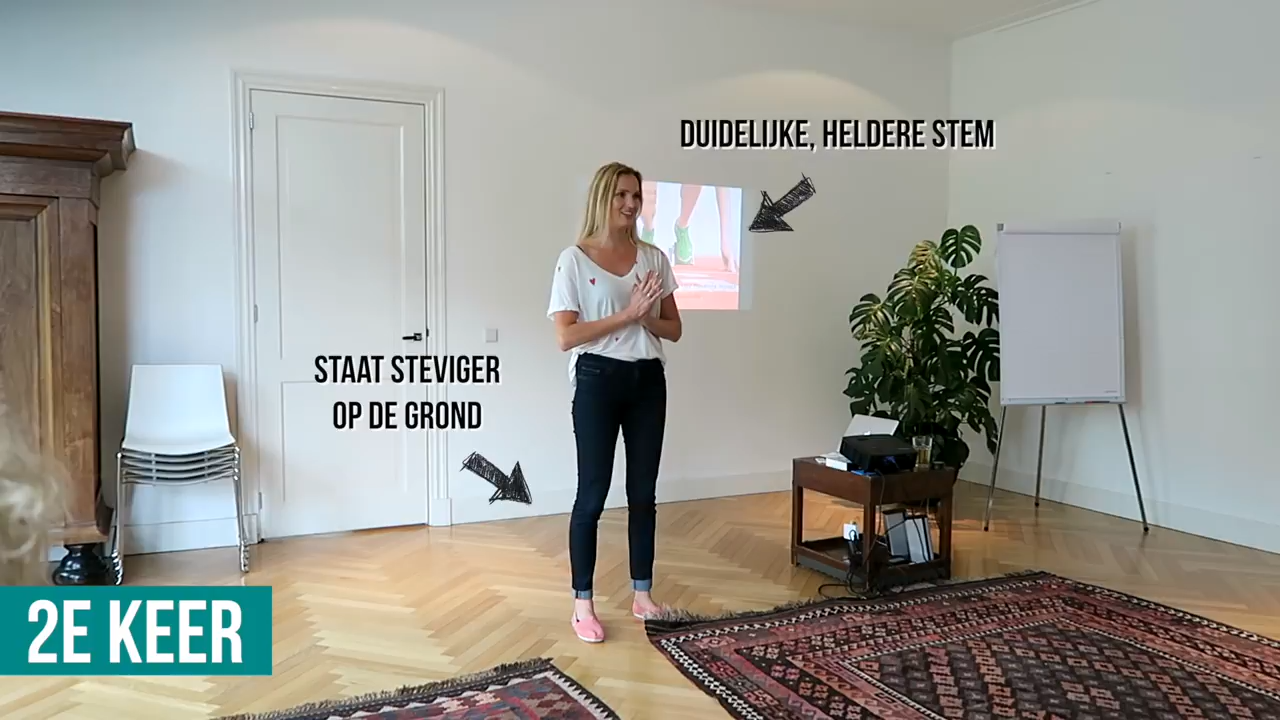 DUIDELIJKE, HELDERE STEM
STAAT STEVIGER
OP DE GROND
2E KEER